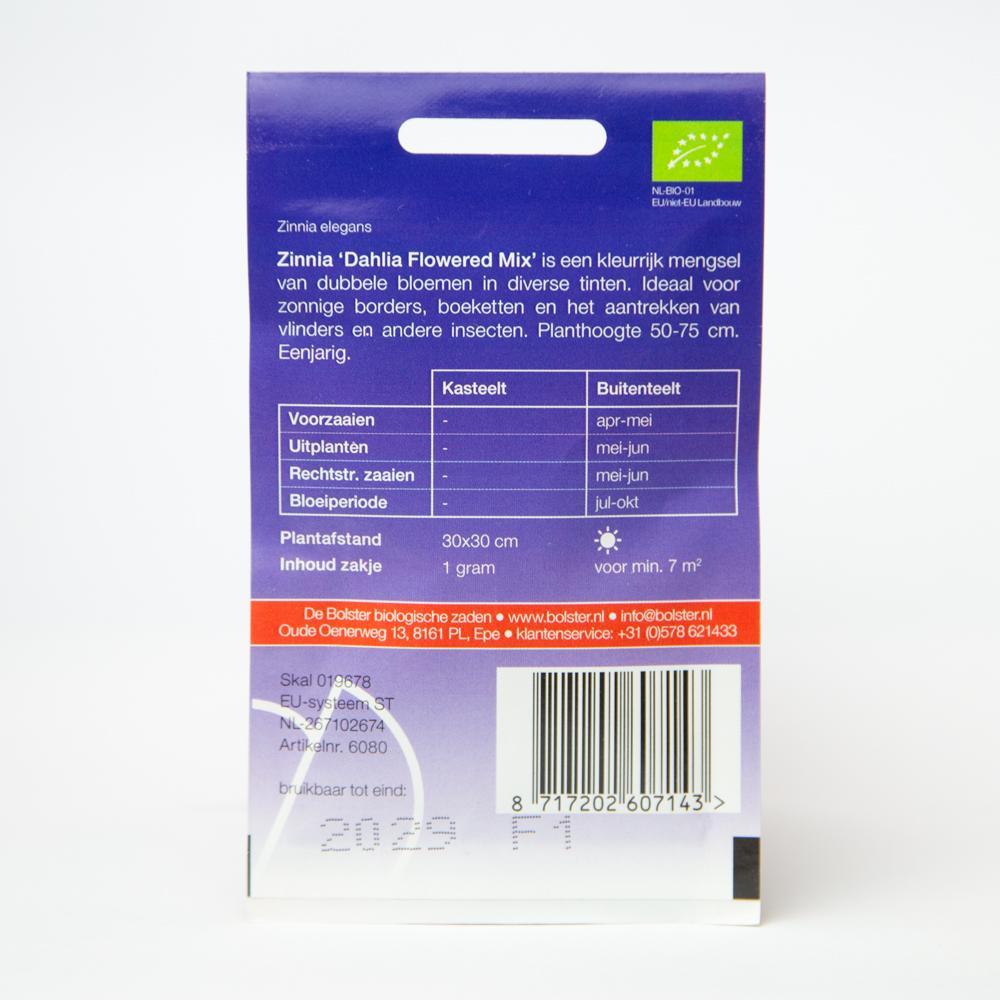 NL-BIO-01
EU/niet-EU Landbouw
Zinnia elegans
Zinnia ‘Dahlia Flowered Mix’ is een kleurrijk mengsel
van dubbele bloemen in diverse tinten. Ideaal voor
zonnige borders, boeketten en het aantrekken van
vlinders en andere insecten. Planthoogte 50-75 cm.
Eenjarig.
Kasteelt Buitenteelt
Voorzaaien - apr-mei
Uitplanten - mei-jun
Rechtstr. zaaien - mei-jun
Bloeiperiode - jul-okt
Plantafstand 30x30 cm
Inhoud zakje 1 gram voor min. 7 m²
De Bolster biologische zaden • www.bolster.nl • info@bolster.nl
Oude Oenerweg 13, 8161 PL, Epe • klantenservice: +31 (0)578 621433
Skal 019678
EU-systeem ST
NL-267102674
Artikelnr. 6080
bruikbaar tot eind:
2025 F1
8 717202 607143 >